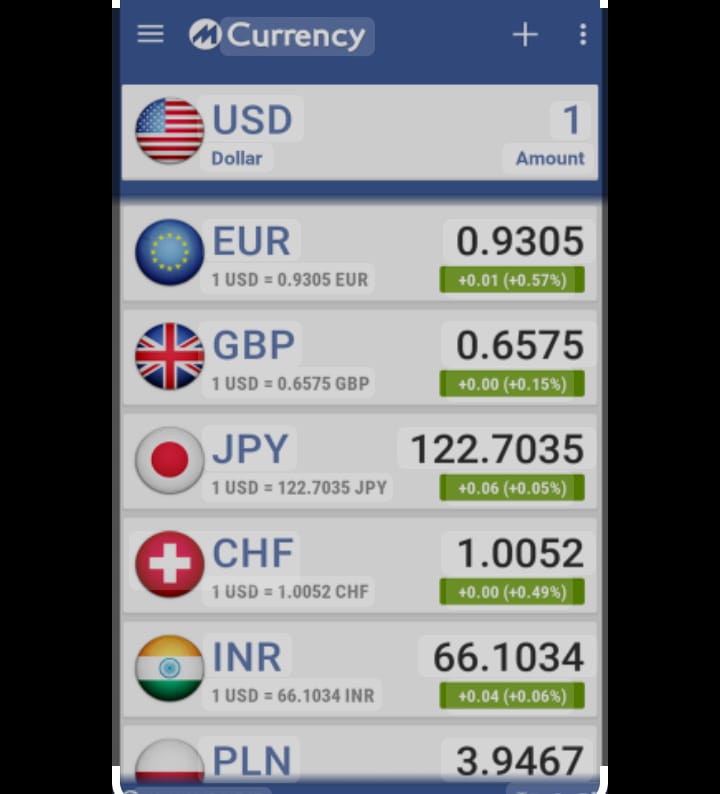 Currency
USD 1
Dollar Amount
EUR 0.9305
1 USD = 0.9305 EUR +0.01 (+0.57%)
GBP 0.6575
1 USD = 0.6575 GBP +0.00 (+0.15%)
JPY 122.7035
1 USD = 122.7035 JPY +0.06 (+0.05%)
CHF 1.0052
1 USD = 1.0052 CHF +0.00 (+0.49%)
INR 66.1034
1 USD = 66.1034 INR +0.04 (+0.06%)
PLN 3.9467